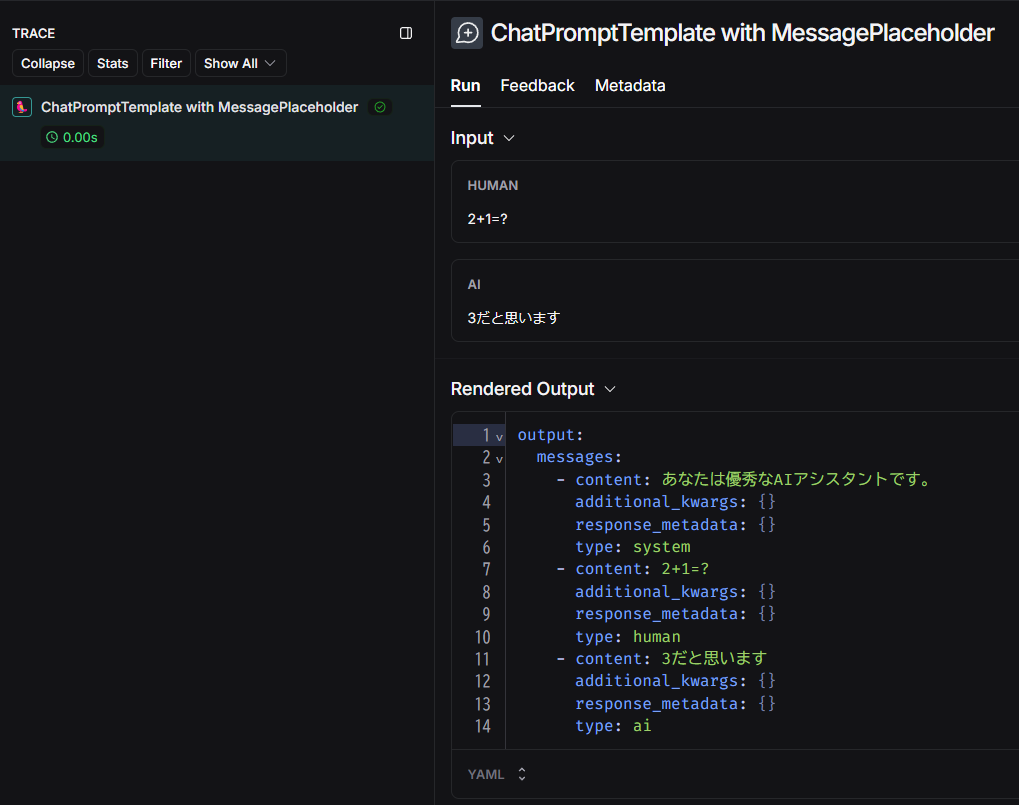 TRACE
Collapse Stats Filter Show All
ChatPromptTemplate with MessagePlaceholder
0.00s
ChatPromptTemplate with MessagePlaceholder
Run Feedback Metadata
Input
HUMAN
2+1=?
AI
3だと思います
Rendered Output
1 v output:
2 v messages:
3 - content: あなたは優秀なAIアシスタントです。
4 additional_kwargs: {}
5 response_metadata: {}
6 type: system
7 - content: 2+1=?
8 additional_kwargs: {}
9 response_metadata: {}
10 type: human
11 - content: 3だと思います
12 additional_kwargs: {}
13 response_metadata: {}
14 type: ai
YAML